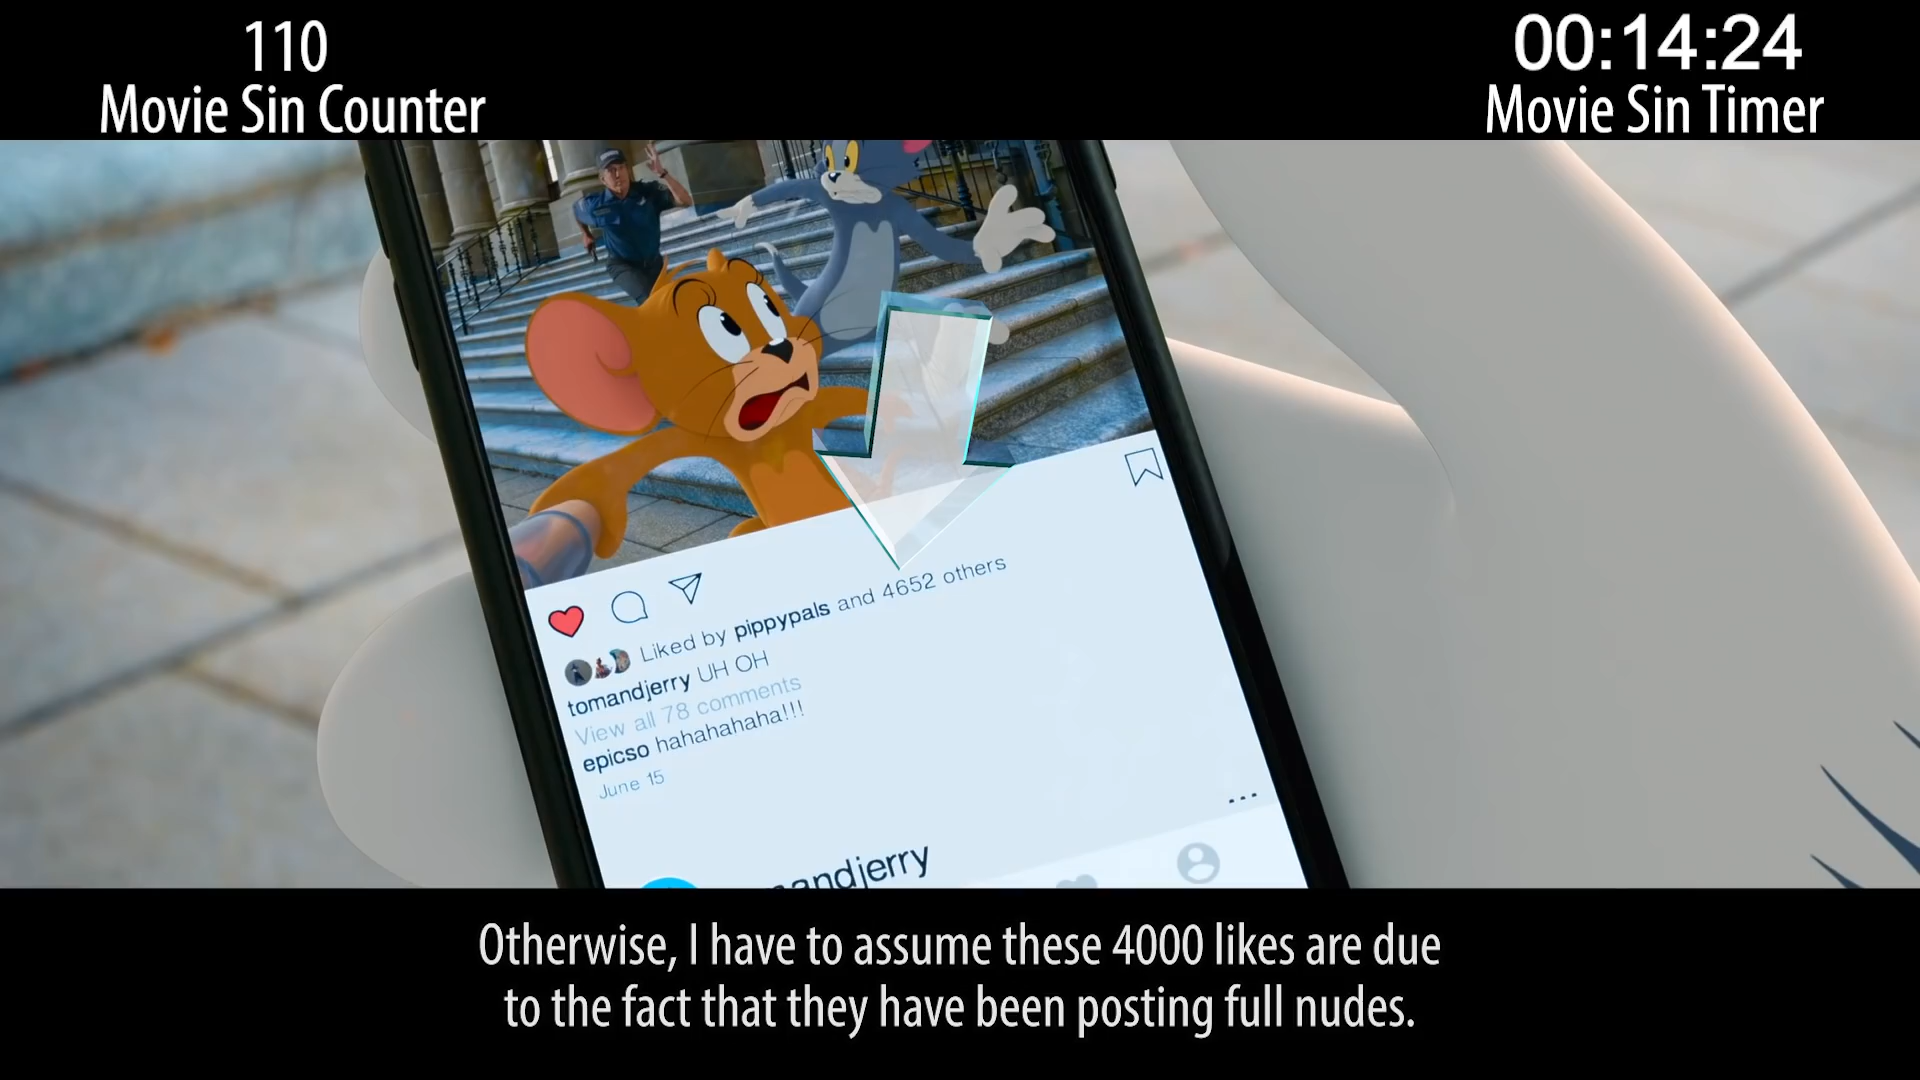 110
Movie Sin Counter
00:14:24
Movie Sin Timer
Liked by pippypals and 4652 others
tomandjerry UH OH
View all 78 comments
epicso hahahahaha!!!
June 15
...
andjerry
Otherwise, I have to assume these 4000 likes are due
to the fact that they have been posting full nudes.